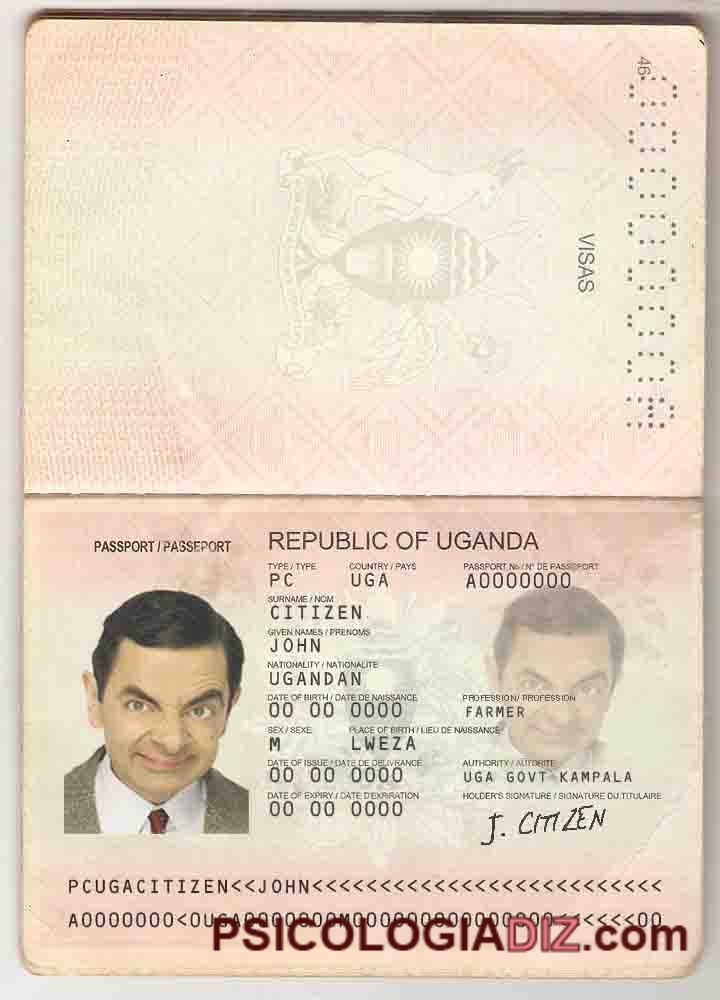 46
VISAS
A0000000
PASSPORT / PASSEPORT
REPUBLIC OF UGANDA
TYPE / TYPE COUNTRY / PAYS PASSPORT No / N° DE PASSEPORT
PC UGA A0000000
SURNAME / NOM
CITIZEN
GIVEN NAMES / PRENOMS
JOHN
NATIONALITY / NATIONALITE
UGANDAN
DATE OF BIRTH / DATE DE NAISSANCE PROFESSION / PROFESSION
00 00 0000 FARMER
SEX / SEXE PLACE OF BIRTH / LIEU DE NAISSANCE
M LWEZA
DATE OF ISSUE / DATE DE DELIVRANCE AUTHORITY / AUTORITE
00 00 0000 UGA GOVT KAMPALA
DATE OF EXPIRY / DATE D'EXPIRATION HOLDER'S SIGNATURE / SIGNATURE DU TITULAIRE
00 00 0000 J. CITIZEN
PCUGACITIZEN<<JOHN<<<<<<<<<<<<<<<<<<<<<<<<<<
PSICOLOGIADIZ.com